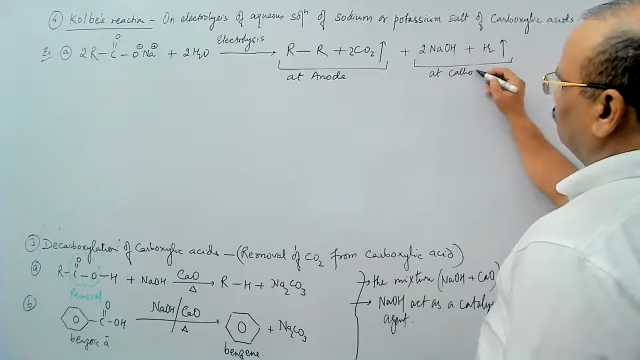 ④ Kolbe's reaction - On electrolysis of aqueous solⁿ of sodium or potassium salt of Carboxylic acids
Ex. ⓐ 2R-C(=O)-O⊖Na⊕ + 2H₂O —Electrolysis→ R-R + 2CO₂↑ + 2NaOH + H₂↑
at Anode at Catho
③ Decarboxylation of Carboxylic acids - (Removal of CO₂ from Carboxylic acid)
ⓐ R-C(=O)-O-H + NaOH —CaO/Δ→ R-H + Na₂CO₃
Removal
the mixture (NaOH + CaO)
ⓑ C(=O)-OH —NaOH/CaO Δ→ + Na₂CO₃
NaOH act as a catalys
agent.
benzoic a
benzene